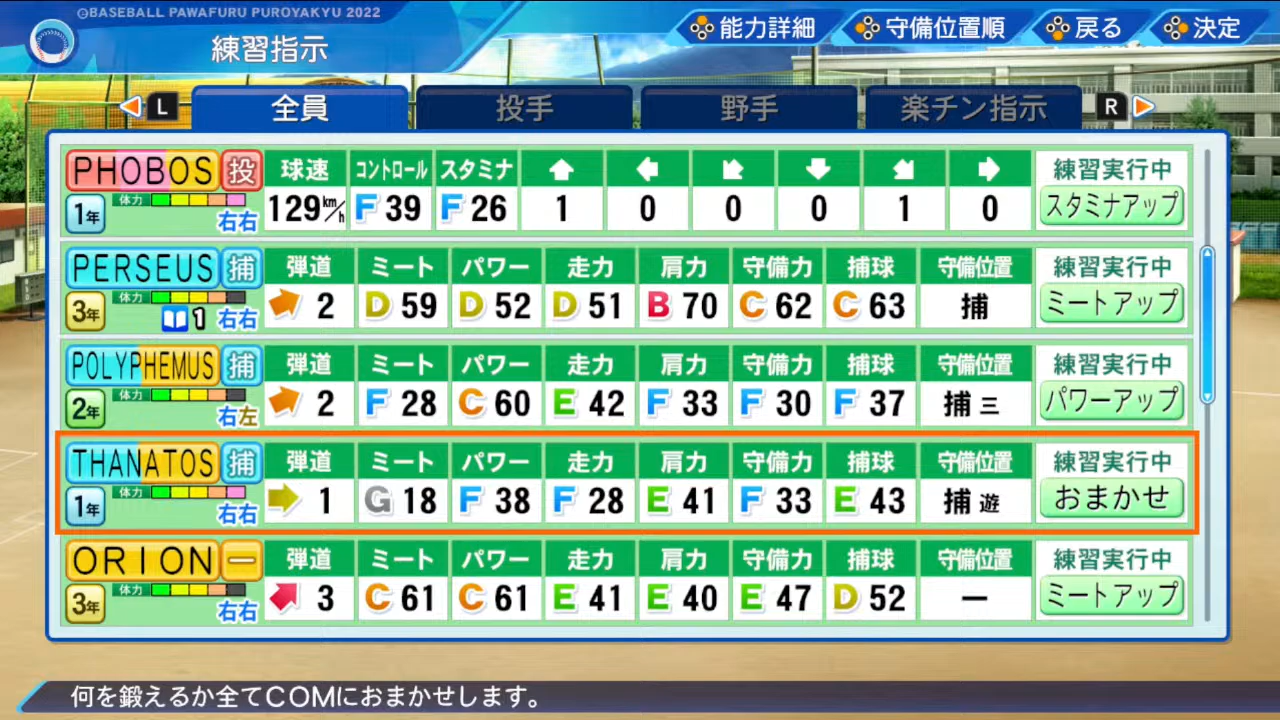 ©BASEBALL PAWAFURU PUROYAKYU 2022
練習指示
能力詳細 守備位置順 戻る 決定
L 全員 投手 野手 楽チン指示 R
PHOBOS 投 球速 コントロール スタミナ ↑ ← ↙ ↓ ↘ → 練習実行中
1年 体力 右右 129km/h F 39 F 26 1 0 0 0 1 0 スタミナアップ
PERSEUS 捕 弾道 ミート パワー 走力 肩力 守備力 捕球 守備位置 練習実行中
3年 体力 1 右右 2 D 59 D 52 D 51 B 70 C 62 C 63 捕 ミートアップ
POLYPHEMUS 捕 弾道 ミート パワー 走力 肩力 守備力 捕球 守備位置 練習実行中
2年 体力 右左 2 F 28 C 60 E 42 F 33 F 30 F 37 捕 三 パワーアップ
THANATOS 捕 弾道 ミート パワー 走力 肩力 守備力 捕球 守備位置 練習実行中
1年 体力 右右 1 G 18 F 38 F 28 E 41 F 33 E 43 捕 遊 おまかせ
ORION 一 弾道 ミート パワー 走力 肩力 守備力 捕球 守備位置 練習実行中
3年 体力 右右 3 C 61 C 61 E 41 E 40 E 47 D 52 一 ミートアップ
何を鍛えるか全てCOMにおまかせします。